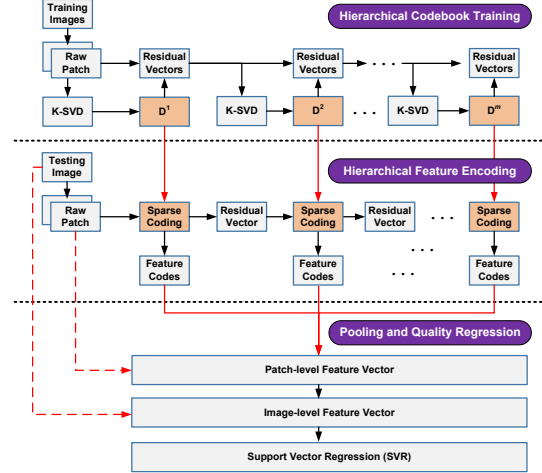 Training
Images
Hierarchical Codebook Training
Raw
Patch
Residual
Vectors
Residual
Vectors
. . .
Residual
Vectors
K-SVD
D1
K-SVD
D2
. . .
K-SVD
Dm
Testing
Image
Hierarchical Feature Encoding
Raw
Patch
Sparse
Coding
Residual
Vector
Sparse
Coding
Residual
Vector
. . .
Sparse
Coding
. . .
Feature
Codes
Feature
Codes
. . .
Feature
Codes
Pooling and Quality Regression
Patch-level Feature Vector
Image-level Feature Vector
Support Vector Regression (SVR)